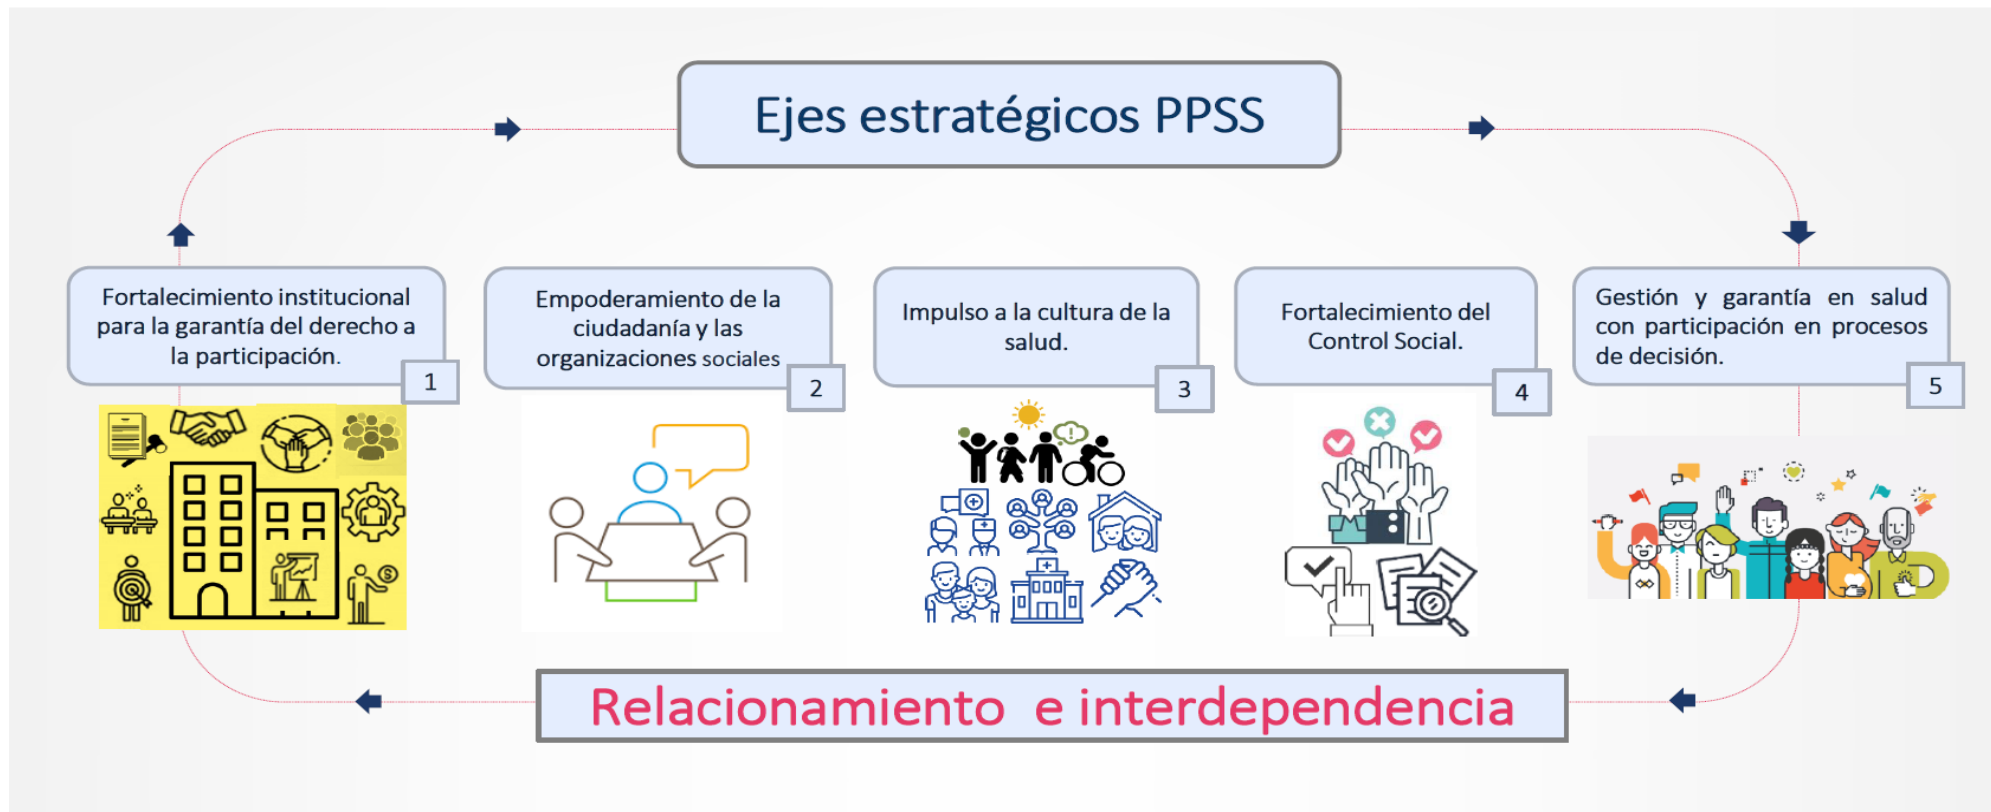 Ejes estratégicos PPSS
Fortalecimiento institucional
para la garantía del derecho a
la participación.
1
Empoderamiento de la
ciudadanía y las
organizaciones sociales
2
Impulso a la cultura de la
salud.
3
Fortalecimiento del
Control Social.
4
Gestión y garantía en salud
con participación en procesos
de decisión.
5
Relacionamiento e interdependencia